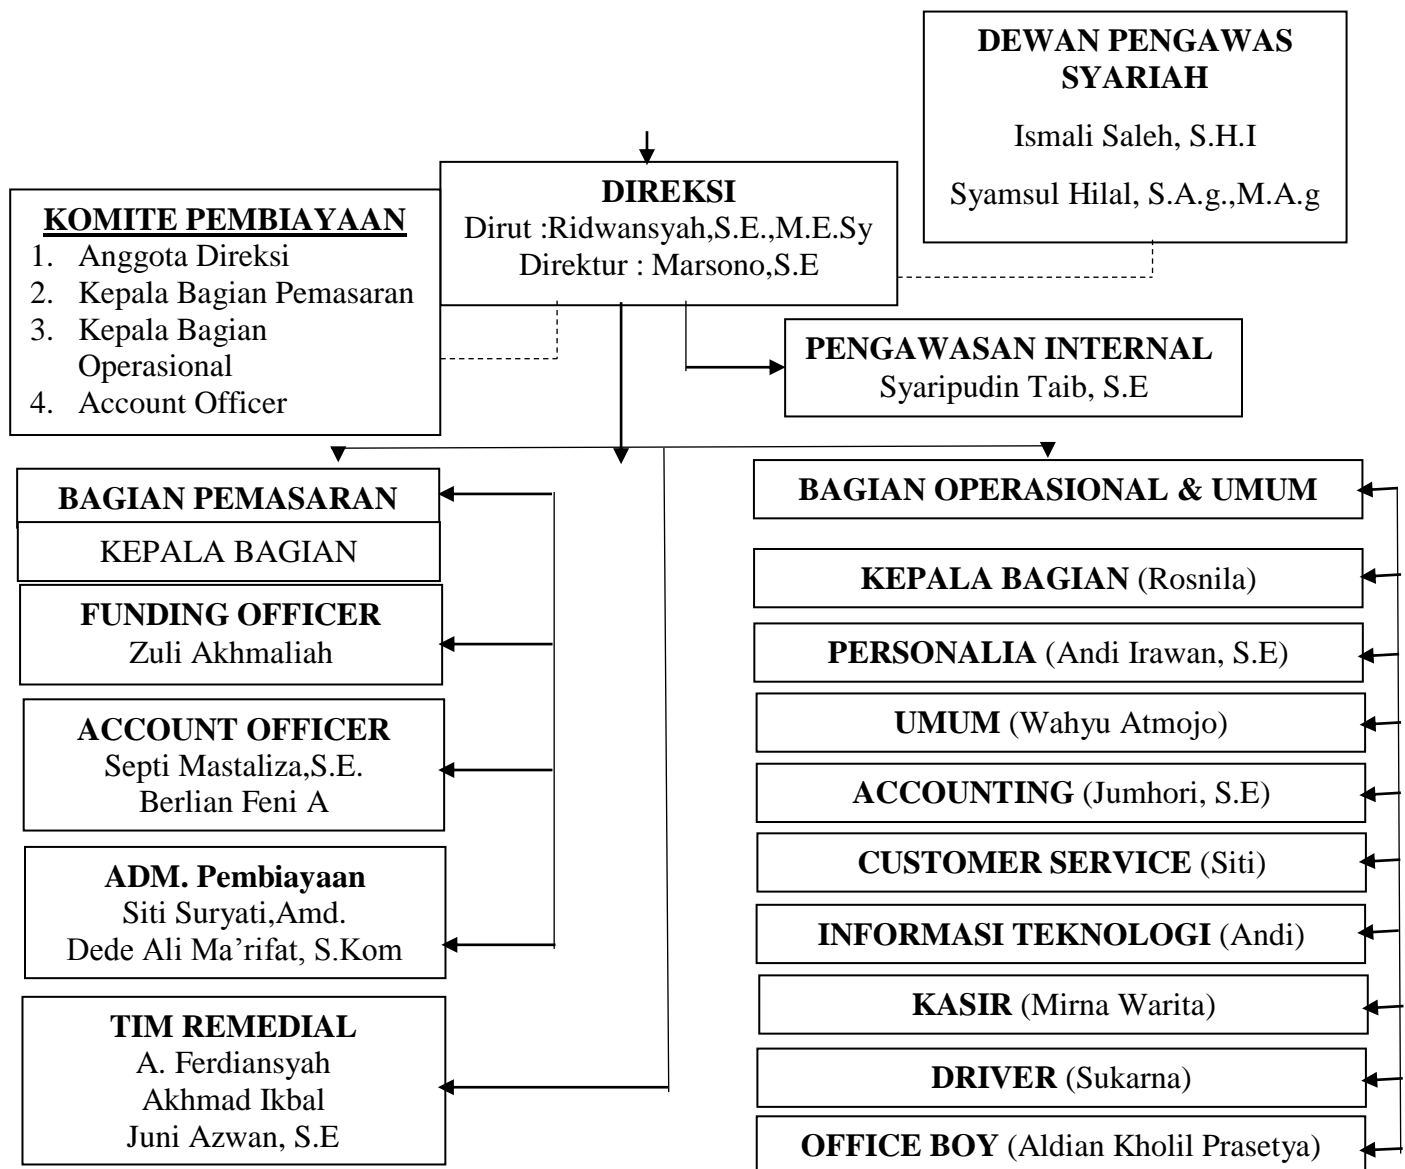 DEWAN PENGAWAS
SYARIAH
Ismali Saleh, S.H.I
Syamsul Hilal, S.A.g.,M.A.g
DIREKSI
Dirut :Ridwansyah,S.E.,M.E.Sy
Direktur : Marsono,S.E
KOMITE PEMBIAYAAN
1. Anggota Direksi
2. Kepala Bagian Pemasaran
3. Kepala Bagian
Operasional
4. Account Officer
PENGAWASAN INTERNAL
Syaripudin Taib, S.E
BAGIAN PEMASARAN
KEPALA BAGIAN
FUNDING OFFICER
Zuli Akhmaliah
ACCOUNT OFFICER
Septi Mastaliza,S.E.
Berlian Feni A
ADM. Pembiayaan
Siti Suryati,Amd.
Dede Ali Ma’rifat, S.Kom
TIM REMEDIAL
A. Ferdiansyah
Akhmad Ikbal
Juni Azwan, S.E
BAGIAN OPERASIONAL & UMUM
KEPALA BAGIAN (Rosnila)
PERSONALIA (Andi Irawan, S.E)
UMUM (Wahyu Atmojo)
ACCOUNTING (Jumhori, S.E)
CUSTOMER SERVICE (Siti)
INFORMASI TEKNOLOGI (Andi)
KASIR (Mirna Warita)
DRIVER (Sukarna)
OFFICE BOY (Aldian Kholil Prasetya)